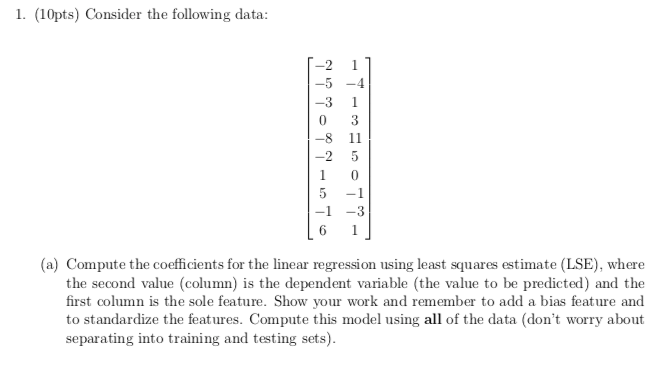 1. (10pts) Consider the following data:
−2 1
−5 −4
−3 1
0 3
−8 11
−2 5
1 0
5 −1
−1 −3
6 1
(a) Compute the coefficients for the linear regression using least squares estimate (LSE), where
the second value (column) is the dependent variable (the value to be predicted) and the
first column is the sole feature. Show your work and remember to add a bias feature and
to standardize the features. Compute this model using all of the data (don't worry about
separating into training and testing sets).